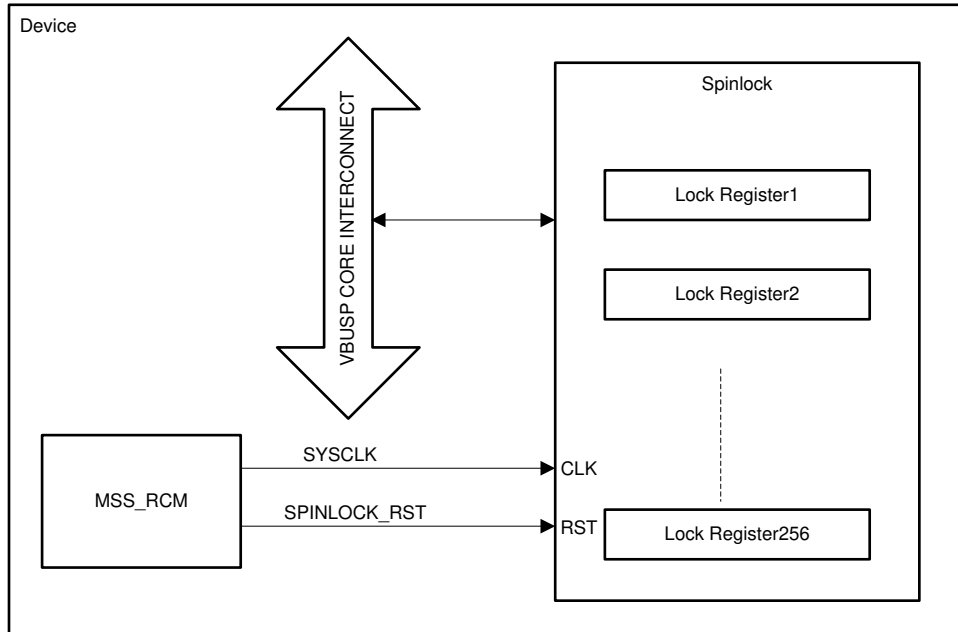 Device
Spinlock
VBUSP CORE INTERCONNECT
Lock Register1
Lock Register2
SYSCLK
CLK
MSS_RCM
SPINLOCK_RST
RST
Lock Register256